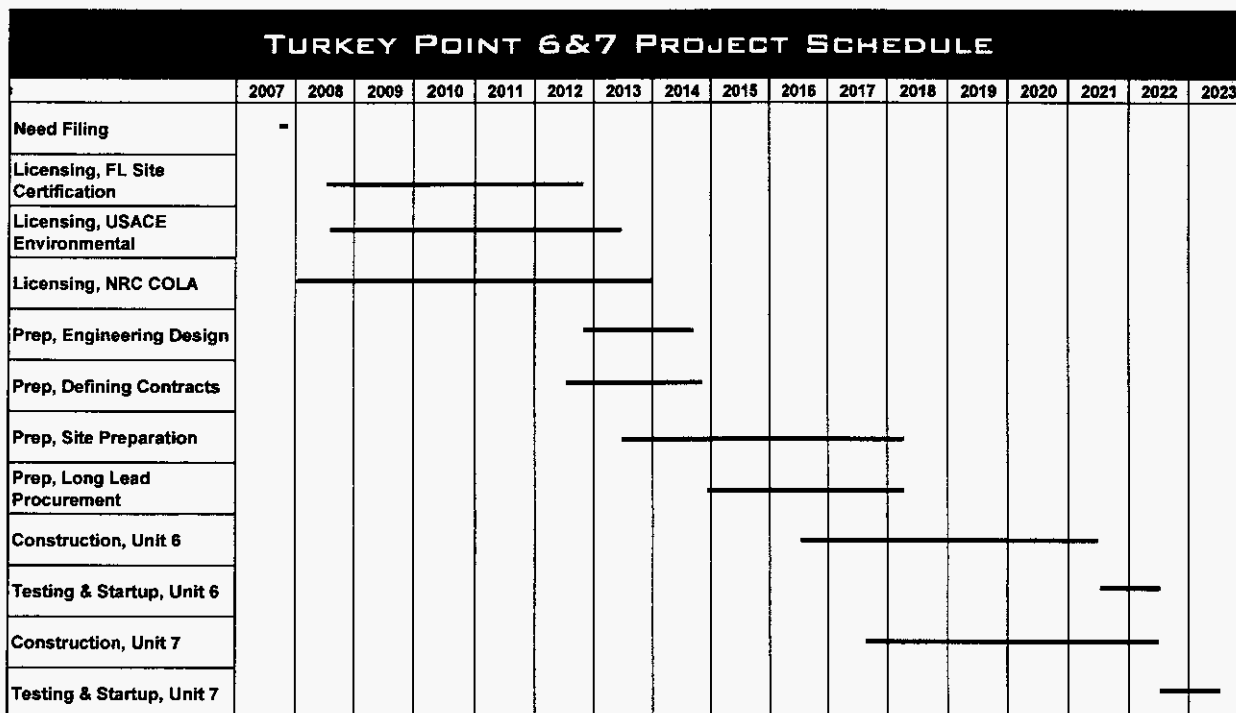 TURKEY POINT 6&7 PROJECT SCHEDULE
2007 2008 2009 2010 2011 2012 2013 2014 2015 2016 2017 2018 2019 2020 2021 2022 2023
Need Filing
Licensing, FL Site
Certification
Licensing, USACE
Environmental
Licensing, NRC COLA
Prep, Engineering Design
Prep, Defining Contracts
Prep, Site Preparation
Prep, Long Lead
Procurement
Construction, Unit 6
Testing & Startup, Unit 6
Construction, Unit 7
Testing & Startup, Unit 7